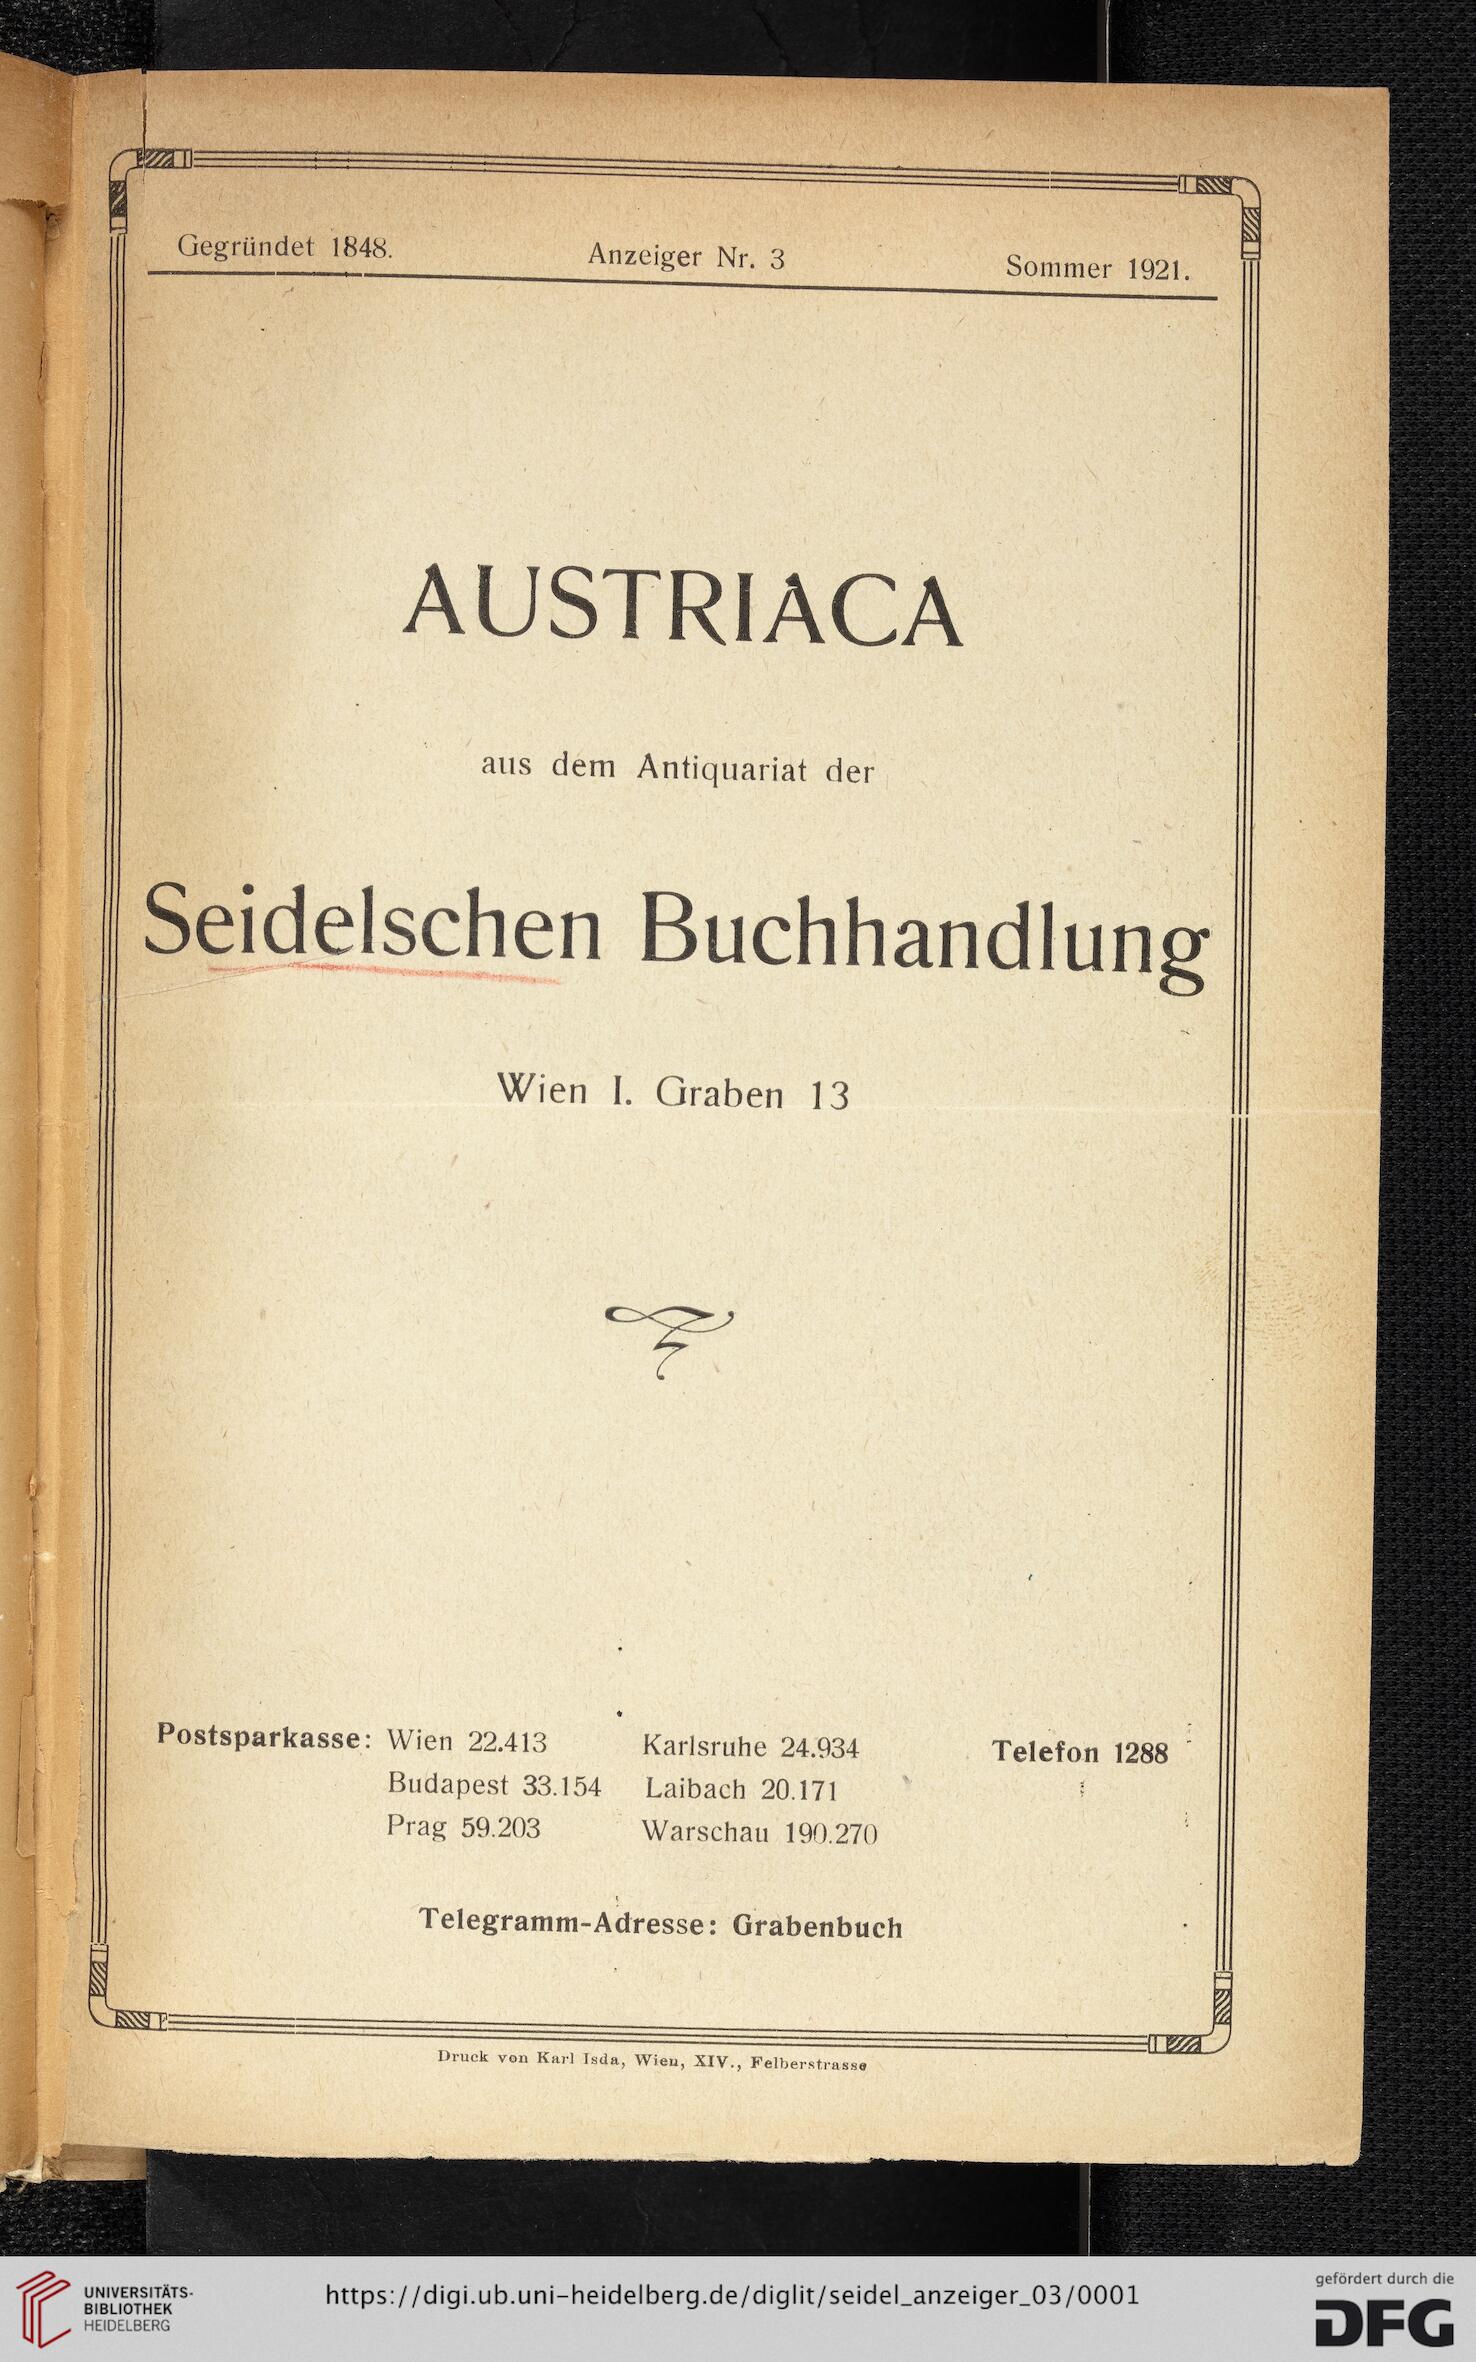 Gegründet 1848. Anzeiger Nr. 3 Sommer 1921.
AUSTRIACA
aus dem Antiquariat der
Seidelschen Buchhandlung
Wien I. Graben 13
Postsparkasse: Wien 22.413 Karlsruhe 24.934 Telefon 1288
Budapest 33.154 Laibach 20.171
Prag 59.203 Warschau 190.270
Telegramm-Adresse: Grabenbuch
Druck von Karl Isda, Wien, XIV., Felberstrasse
UNIVERSITÄTS-
BIBLIOTHEK
HEIDELBERG
https://digi.ub.uni-heidelberg.de/diglit/seidel_anzeiger_03/0001
gefördert durch die
DFG